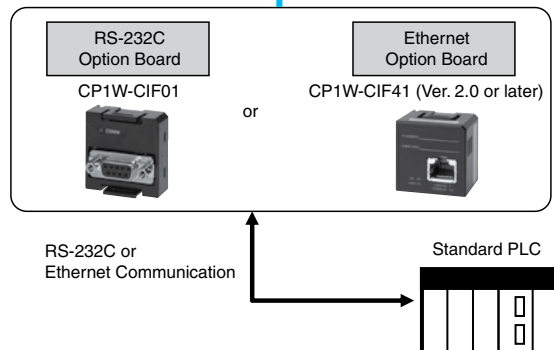 RS-232C
Option Board
CP1W-CIF01
or
Ethernet
Option Board
CP1W-CIF41 (Ver. 2.0 or later)
COMM
RS-232C or
Ethernet Communication
Standard PLC